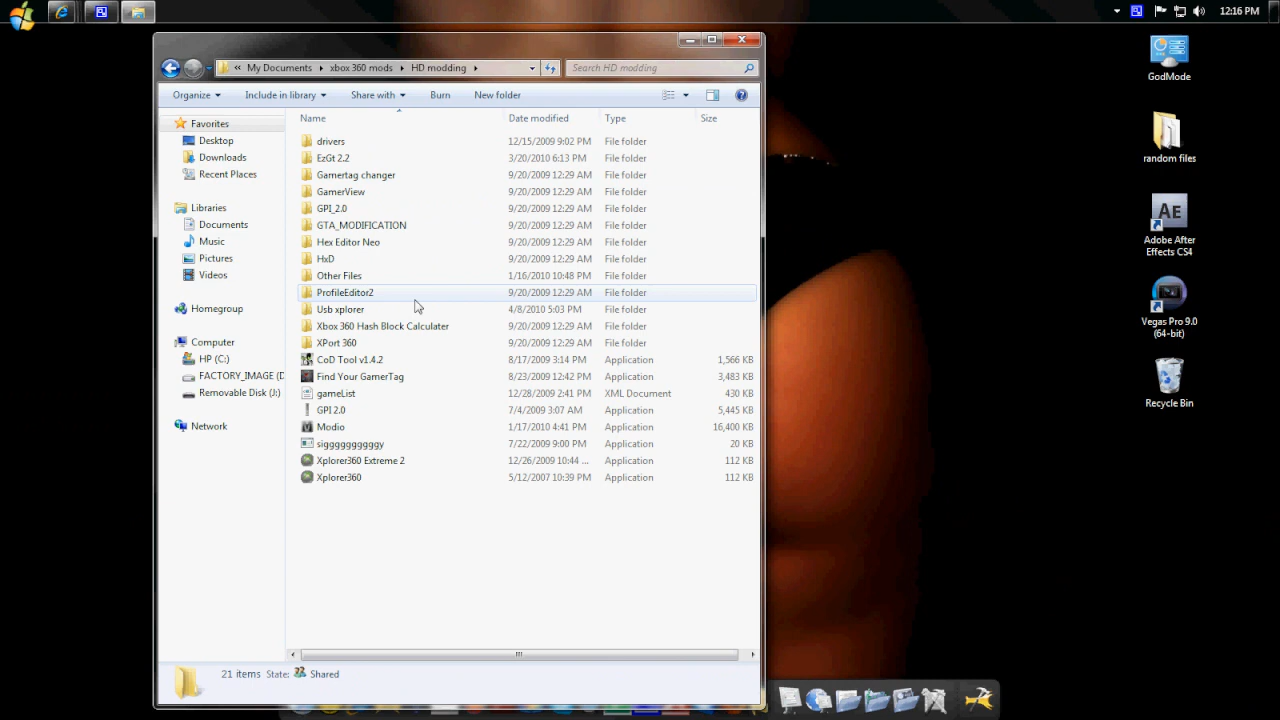 12:16 PM
« My Documents xbox 360 mods HD modding
Search HD modding
Organize Include in library Share with Burn New folder
Name Date modified Type Size
Favorites
Desktop
Downloads
Recent Places
Libraries
Documents
Music
Pictures
Videos
Homegroup
Computer
HP (C:)
FACTORY_IMAGE (D
Removable Disk (J:)
Network
drivers 12/15/2009 9:02 PM File folder
EzGt 2.2 3/20/2010 6:13 PM File folder
Gamertag changer 9/20/2009 12:29 AM File folder
GamerView 9/20/2009 12:29 AM File folder
GPI_2.0 9/20/2009 12:29 AM File folder
GTA_MODIFICATION 9/20/2009 12:29 AM File folder
Hex Editor Neo 9/20/2009 12:29 AM File folder
HxD 9/20/2009 12:29 AM File folder
Other Files 1/16/2010 10:48 PM File folder
ProfileEditor2 9/20/2009 12:29 AM File folder
Usb xplorer 4/8/2010 5:03 PM File folder
Xbox 360 Hash Block Calculater 9/20/2009 12:29 AM File folder
XPort 360 9/20/2009 12:29 AM File folder
CoD Tool v1.4.2 8/17/2009 3:14 PM Application 1,566 KB
Find Your GamerTag 8/23/2009 12:42 PM Application 3,483 KB
gameList 12/28/2009 2:41 PM XML Document 430 KB
GPI 2.0 7/4/2009 3:07 AM Application 5,445 KB
Modio 1/17/2010 4:41 PM Application 16,400 KB
sigggggggggy 7/22/2009 9:00 PM Application 20 KB
Xplorer360 Extreme 2 12/26/2009 10:44 ... Application 112 KB
Xplorer360 5/12/2007 10:39 PM Application 112 KB
21 items State: Shared
GodMode
random files
AE
Adobe After
Effects CS4
Vegas Pro 9.0
(64-bit)
Recycle Bin